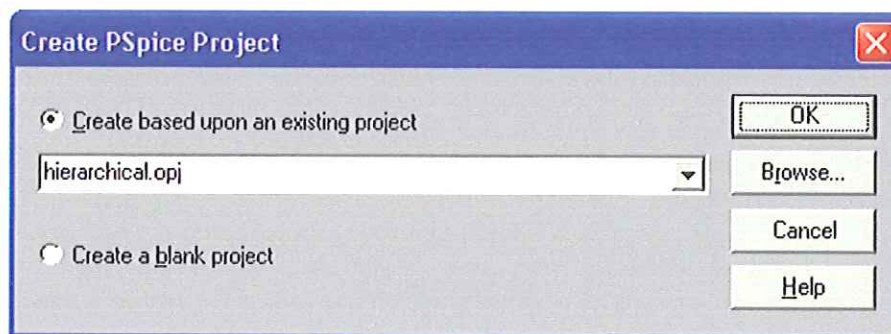 Create PSpice Project
Create based upon an existing project
OK
hierarchical.opj
Browse...
Cancel
Create a blank project
Help